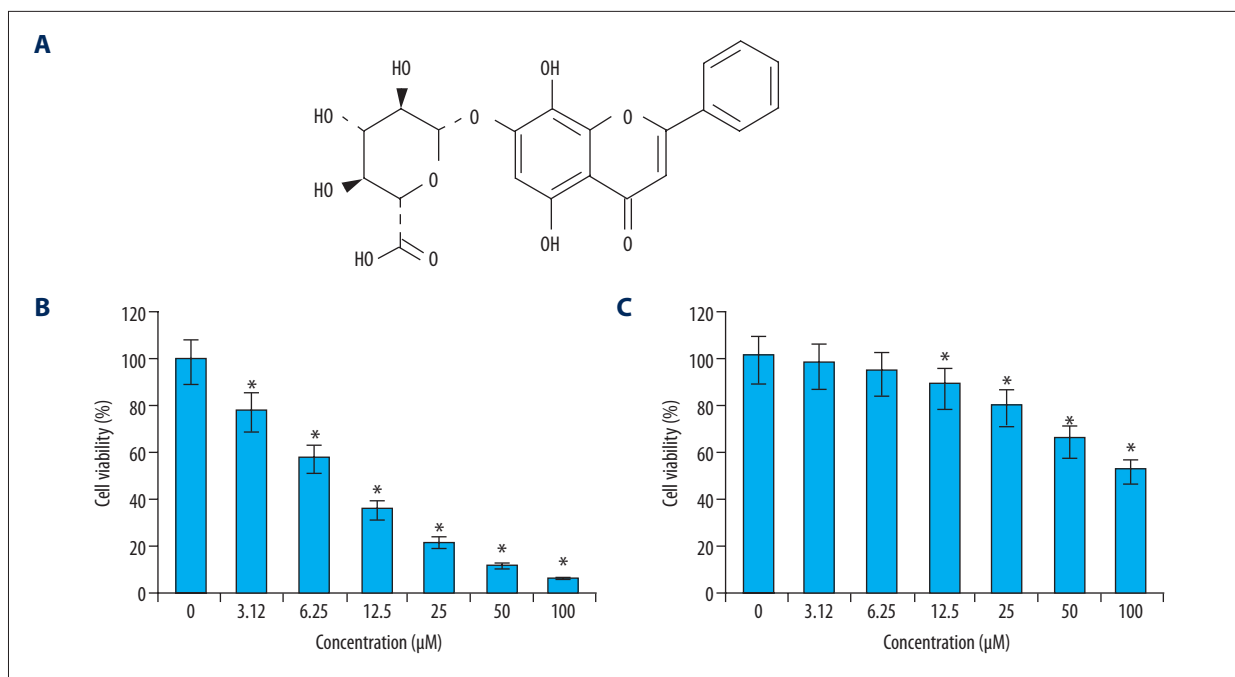 A
HO
OH
HO
O
O
HO
O
HO
O
OH
O
B
120
100
80
60
40
20
0
Cell viability (%)
*
*
*
*
*
*
0 3.12 6.25 12.5 25 50 100
Concentration (µM)
C
120
100
80
60
40
20
0
Cell viability (%)
*
*
*
*
0 3.12 6.25 12.5 25 50 100
Concentration (µM)